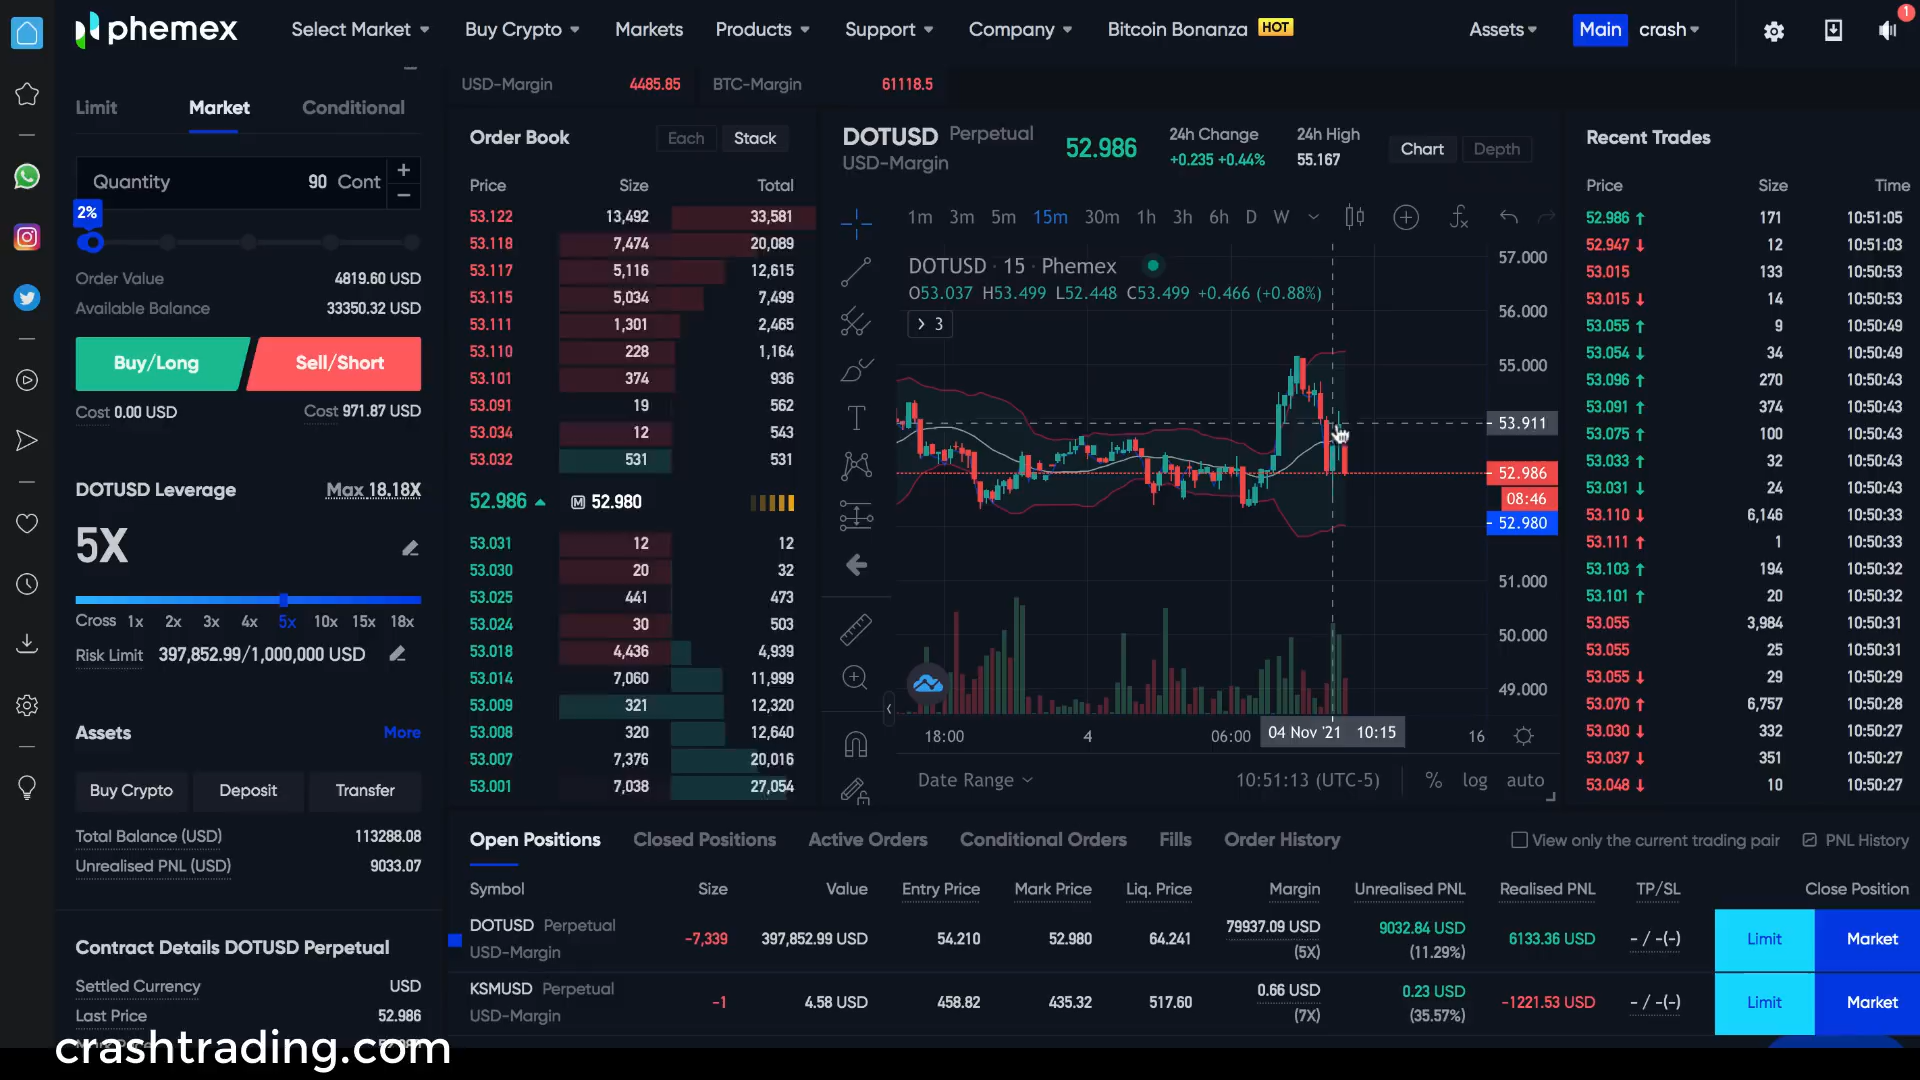 phemex
Select Market
Buy Crypto
Markets
Products
Support
Company
Bitcoin Bonanza HOT
Assets
Main
crash
1
Limit
Market
Conditional
Quantity 90 Cont
+
−
2%
Order Value 4819.60 USD
Available Balance 33350.32 USD
Buy/Long
Sell/Short
Cost 0.00 USD
Cost 971.87 USD
DOTUSD Leverage Max 18.18X
5X
Cross 1x 2x 3x 4x 5x 10x 15x 18x
Risk Limit 397,852.99/1,000,000 USD
Assets More
Buy Crypto Deposit Transfer
Total Balance (USD) 113288.08
Unrealised PNL (USD) 9033.07
Contract Details DOTUSD Perpetual
Settled Currency USD
Last Price 52.986
crashtrading.com
USD-Margin 4485.85
BTC-Margin 61118.5
Order Book Each Stack
Price Size Total
53.122 13,492 33,581
53.118 7,474 20,089
53.117 5,116 12,615
53.115 5,034 7,499
53.111 1,301 2,465
53.110 228 1,164
53.101 374 936
53.091 19 562
53.034 12 543
53.032 531 531
52.986 M 52.980
53.031 12 12
53.030 20 32
53.025 441 473
53.024 30 503
53.018 4,436 4,939
53.014 7,060 11,999
53.009 321 12,320
53.008 320 12,640
53.007 7,376 20,016
53.001 7,038 27,054
DOTUSD Perpetual
USD-Margin
52.986
24h Change
+0.235 +0.44%
24h High
55.167
Chart Depth
1m 3m 5m 15m 30m 1h 3h 6h D W
DOTUSD · 15 · Phemex
O53.037 H53.499 L52.448 C53.499 +0.466 (+0.88%)
> 3
57.000
56.000
55.000
53.911
52.986
08:46
52.980
51.000
50.000
49.000
18:00 4 06:00 04 Nov '21 10:15 16
Date Range 10:51:13 (UTC-5) % log auto
Recent Trades
Price Size Time
52.986 ↑ 171 10:51:05
52.947 ↓ 12 10:51:03
53.015 133 10:50:53
53.015 ↓ 14 10:50:53
53.055 ↑ 9 10:50:49
53.054 ↓ 34 10:50:49
53.096 ↑ 270 10:50:43
53.091 ↑ 374 10:50:43
53.075 ↑ 100 10:50:43
53.033 ↑ 32 10:50:43
53.031 ↓ 24 10:50:43
53.110 ↓ 6,146 10:50:33
53.111 ↑ 1 10:50:33
53.103 ↑ 194 10:50:32
53.101 ↑ 20 10:50:32
53.055 3,984 10:50:31
53.055 25 10:50:31
53.055 ↓ 29 10:50:29
53.070 ↑ 6,757 10:50:28
53.030 ↓ 332 10:50:27
53.037 ↓ 351 10:50:27
53.048 ↓ 10 10:50:27
Open Positions Closed Positions Active Orders Conditional Orders Fills Order History View only the current trading pair PNL History
Symbol Size Value Entry Price Mark Price Liq. Price Margin Unrealised PNL Realised PNL TP/SL Close Position
DOTUSD Perpetual
USD-Margin
-7,339 397,852.99 USD 54.210 52.980 64.241
79937.09 USD
(5X)
9032.84 USD
(11.29%)
6133.36 USD - / -(-) Limit Market
KSMUSD Perpetual
USD-Margin
-1 4.58 USD 458.82 435.32 517.60
0.66 USD
(7X)
0.23 USD
(35.57%)
-1221.53 USD - / -(-) Limit Market